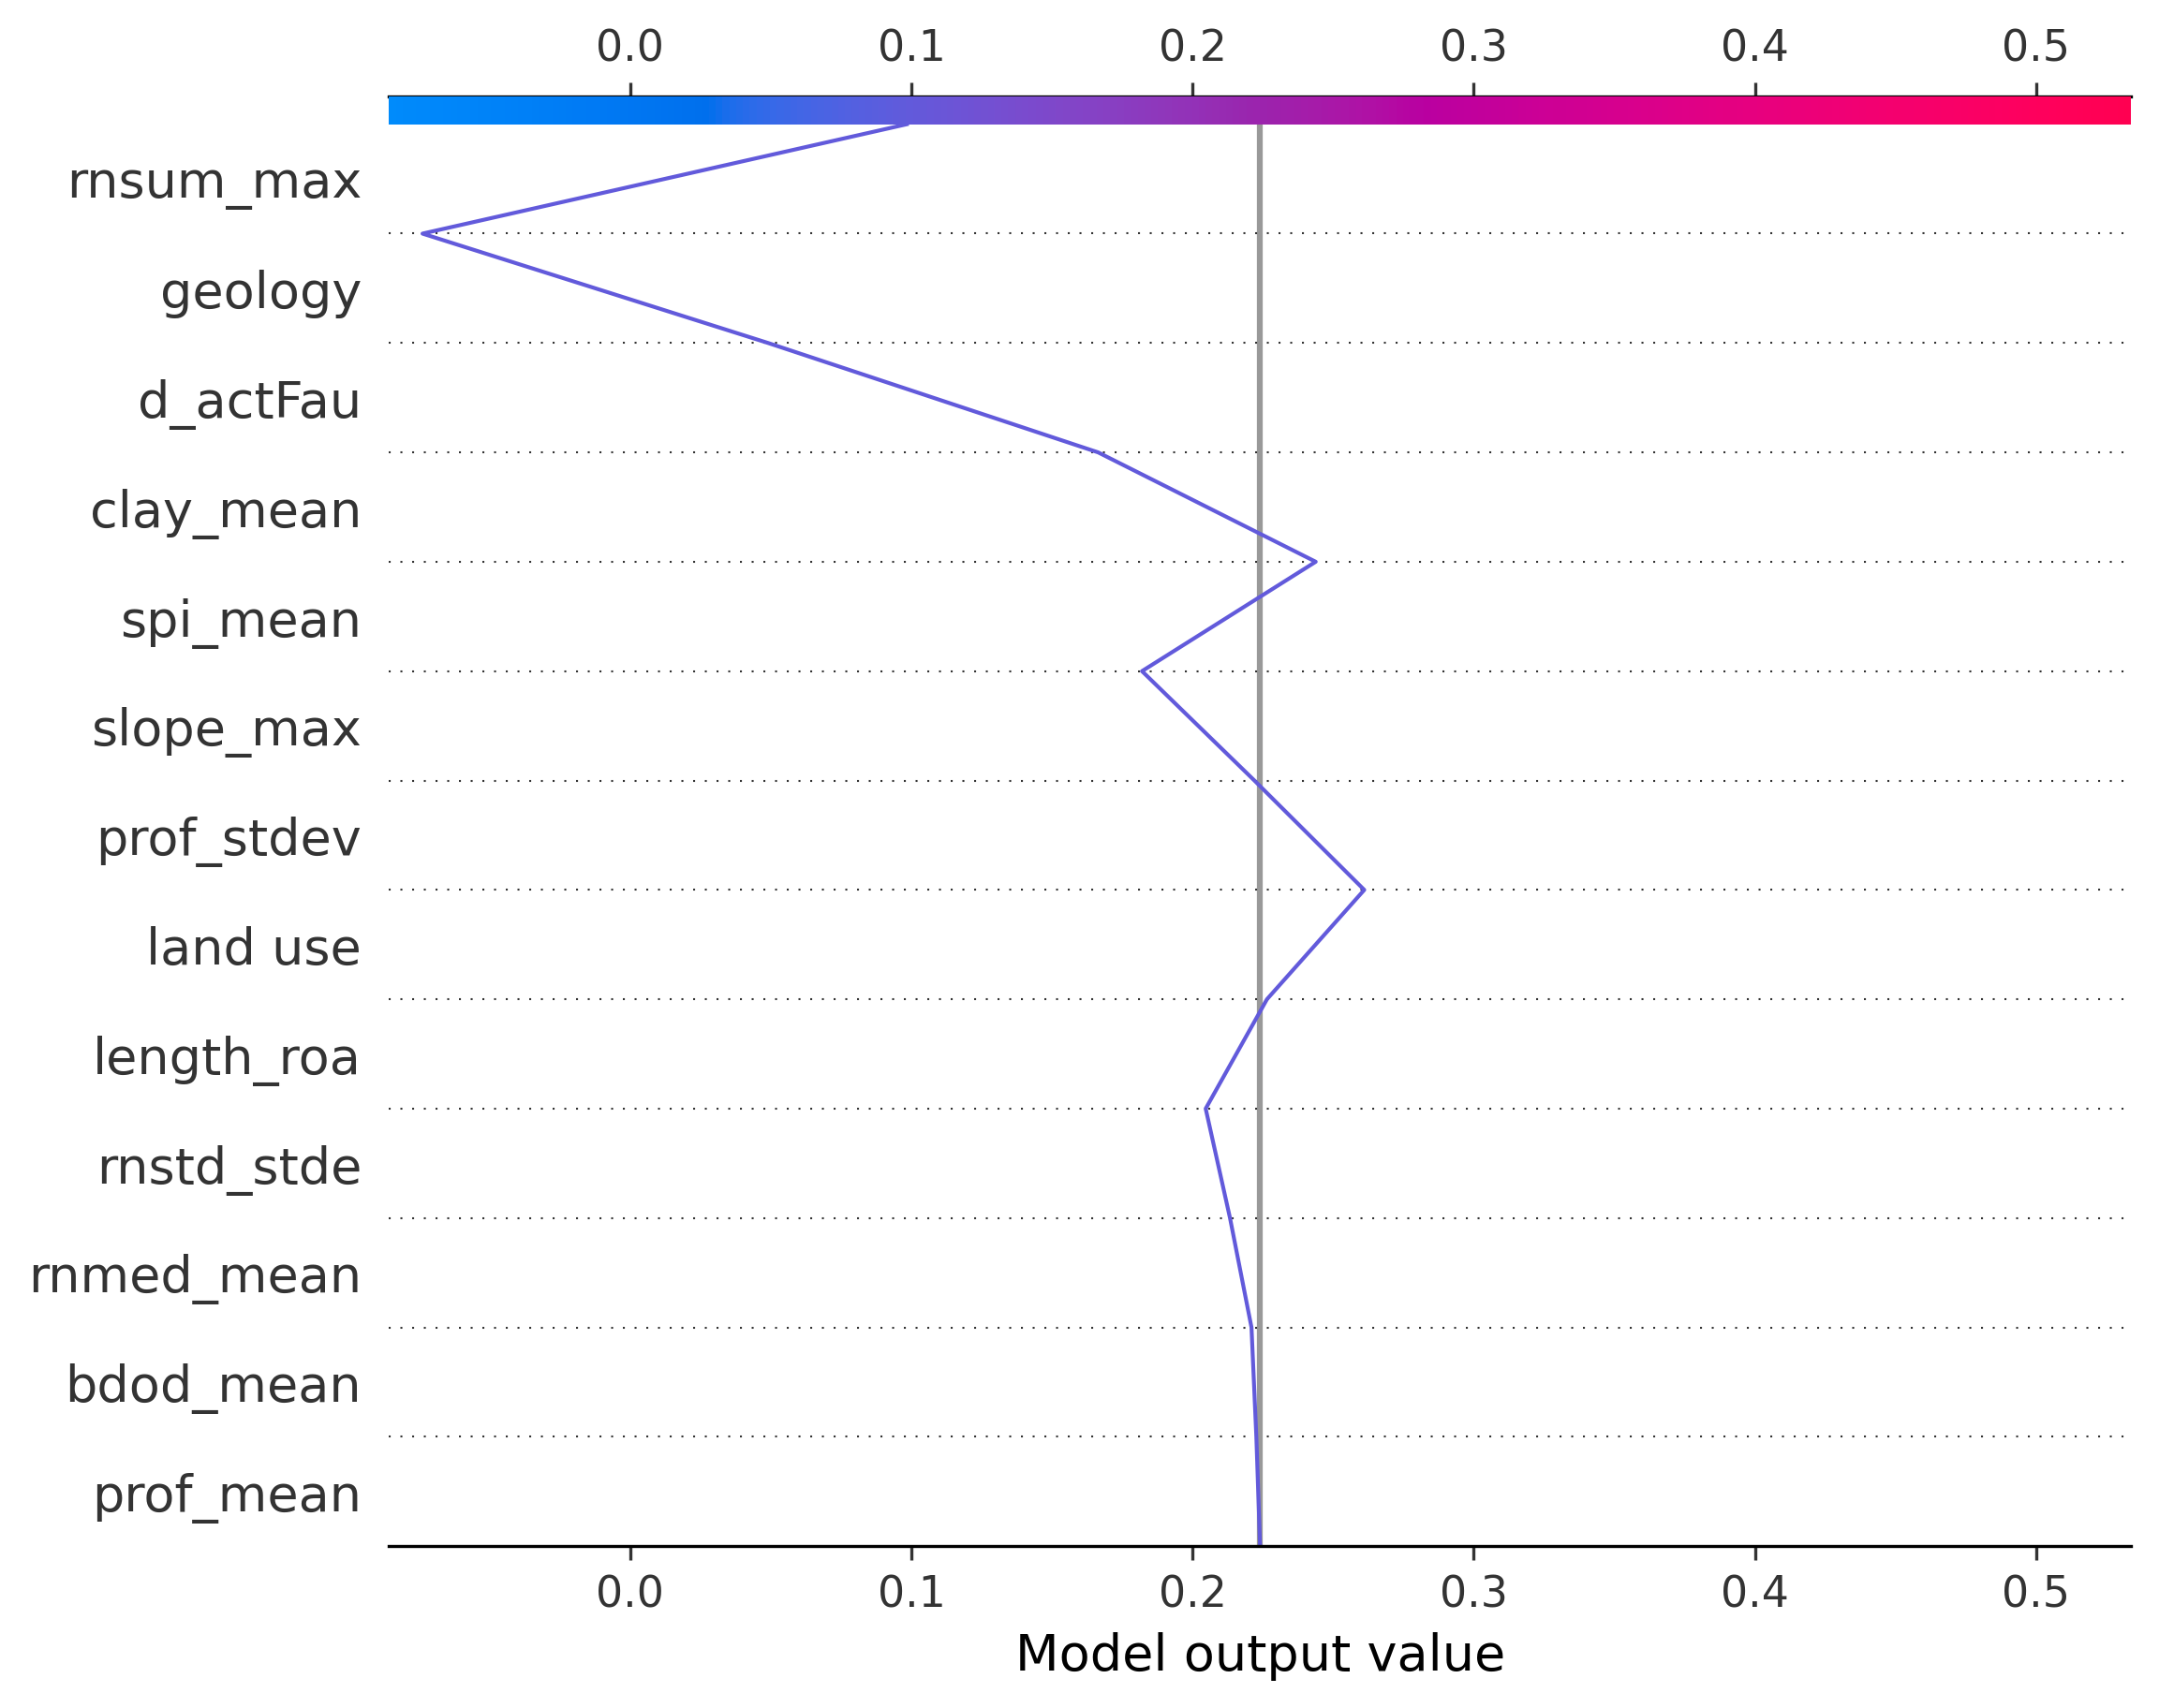 0.0 0.1 0.2 0.3 0.4 0.5
rnsum_max
geology
d_actFau
clay_mean
spi_mean
slope_max
prof_stdev
land use
length_roa
rnstd_stde
rnmed_mean
bdod_mean
prof_mean
0.0 0.1 0.2 0.3 0.4 0.5
Model output value